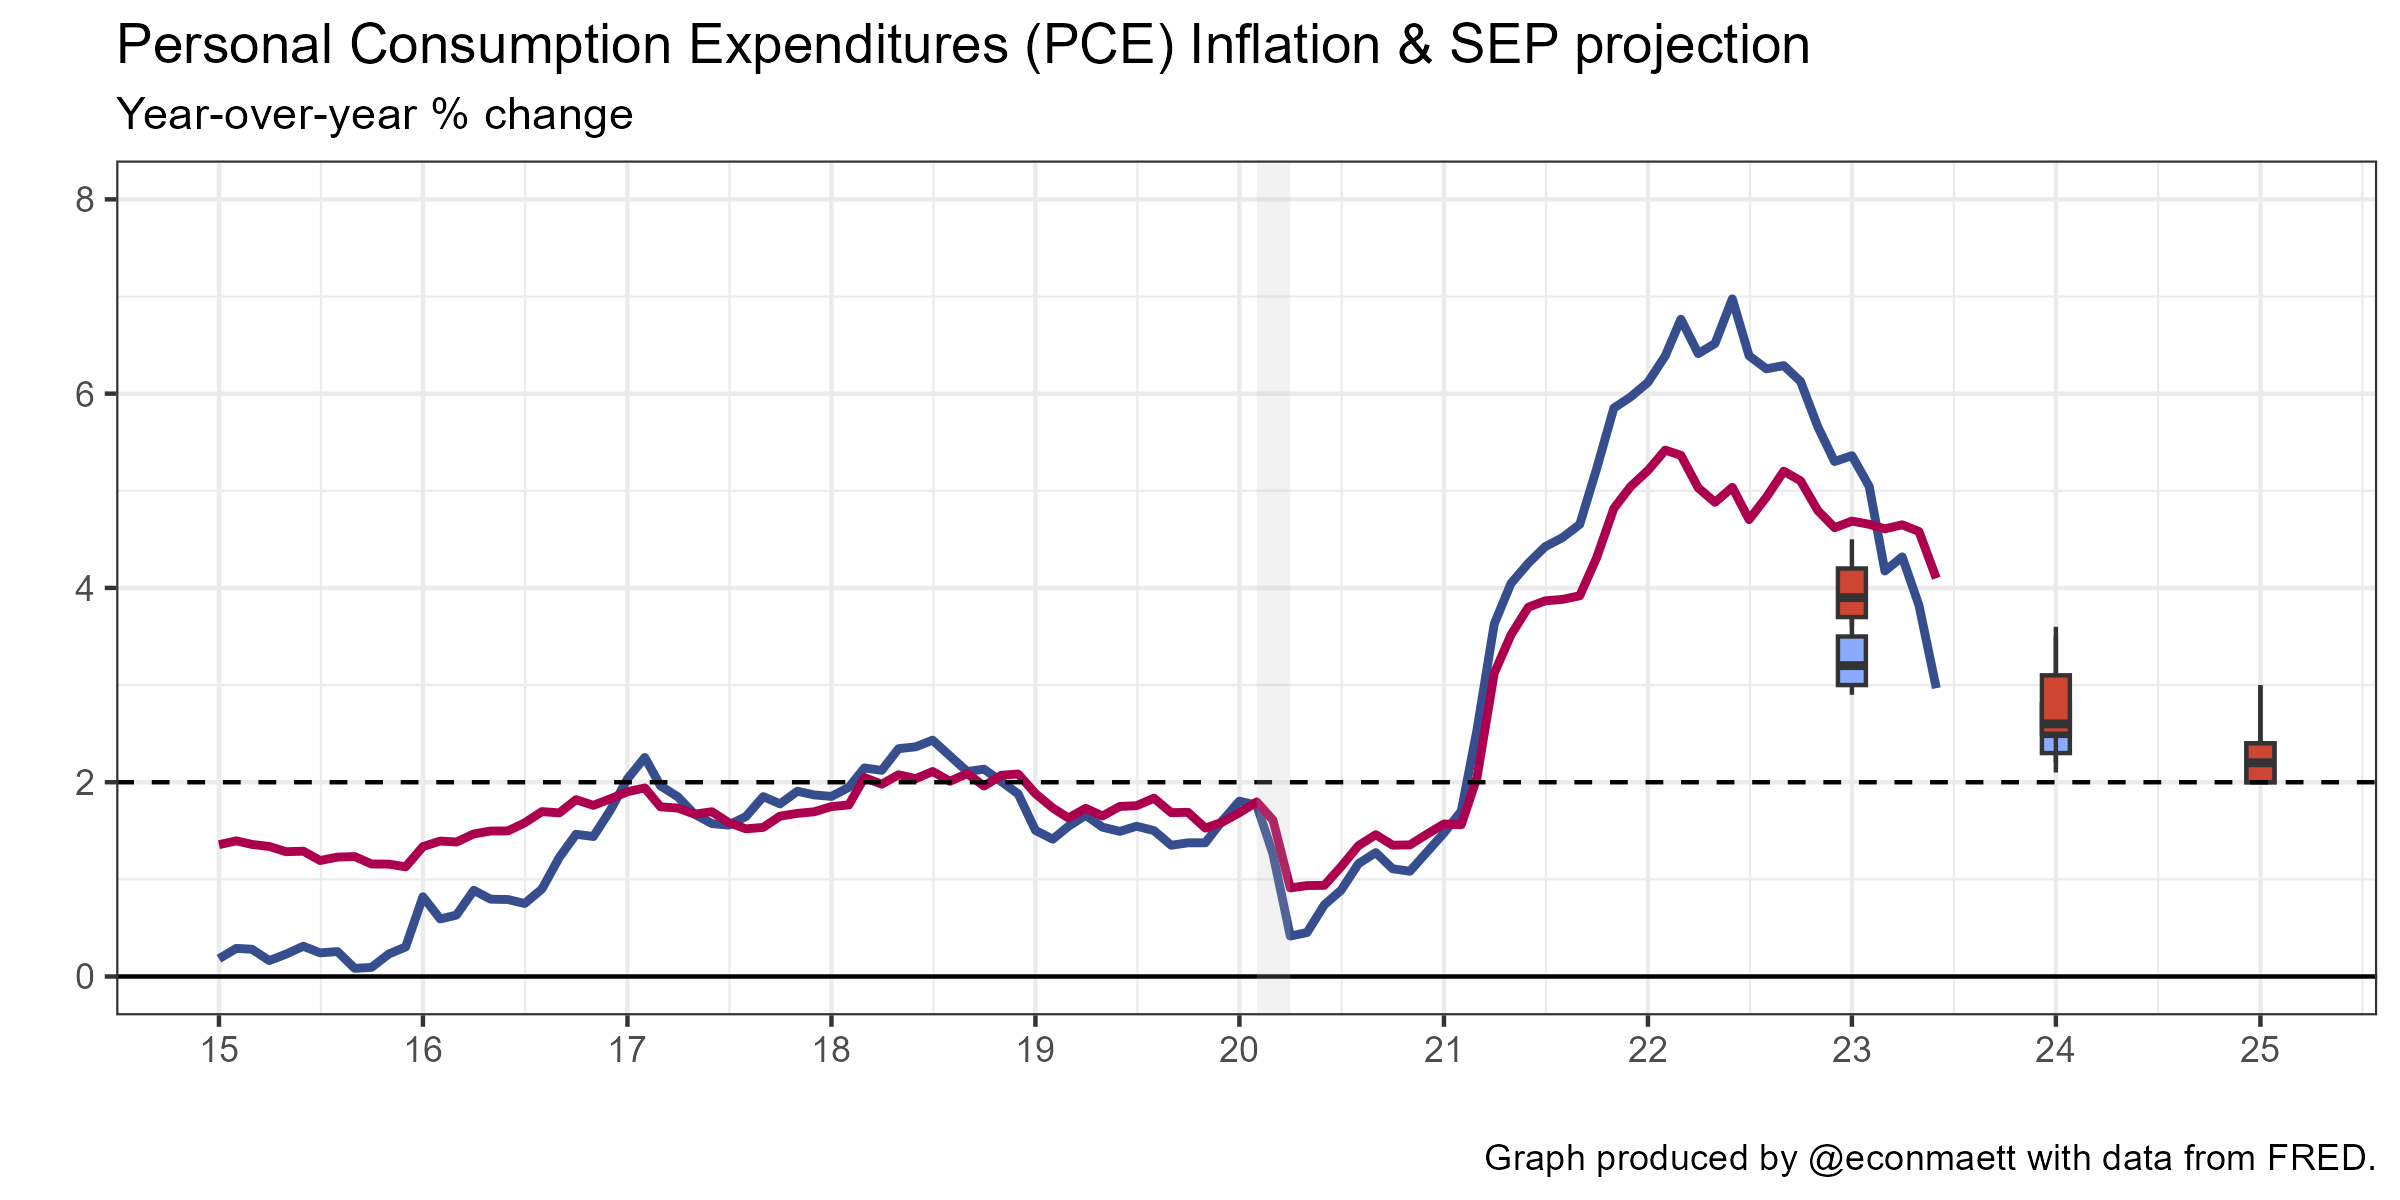 Personal Consumption Expenditures (PCE) Inflation & SEP projection
Year-over-year % change
8
6
4
2
0
15 16 17 18 19 20 21 22 23 24 25
Graph produced by @econmaett with data from FRED.